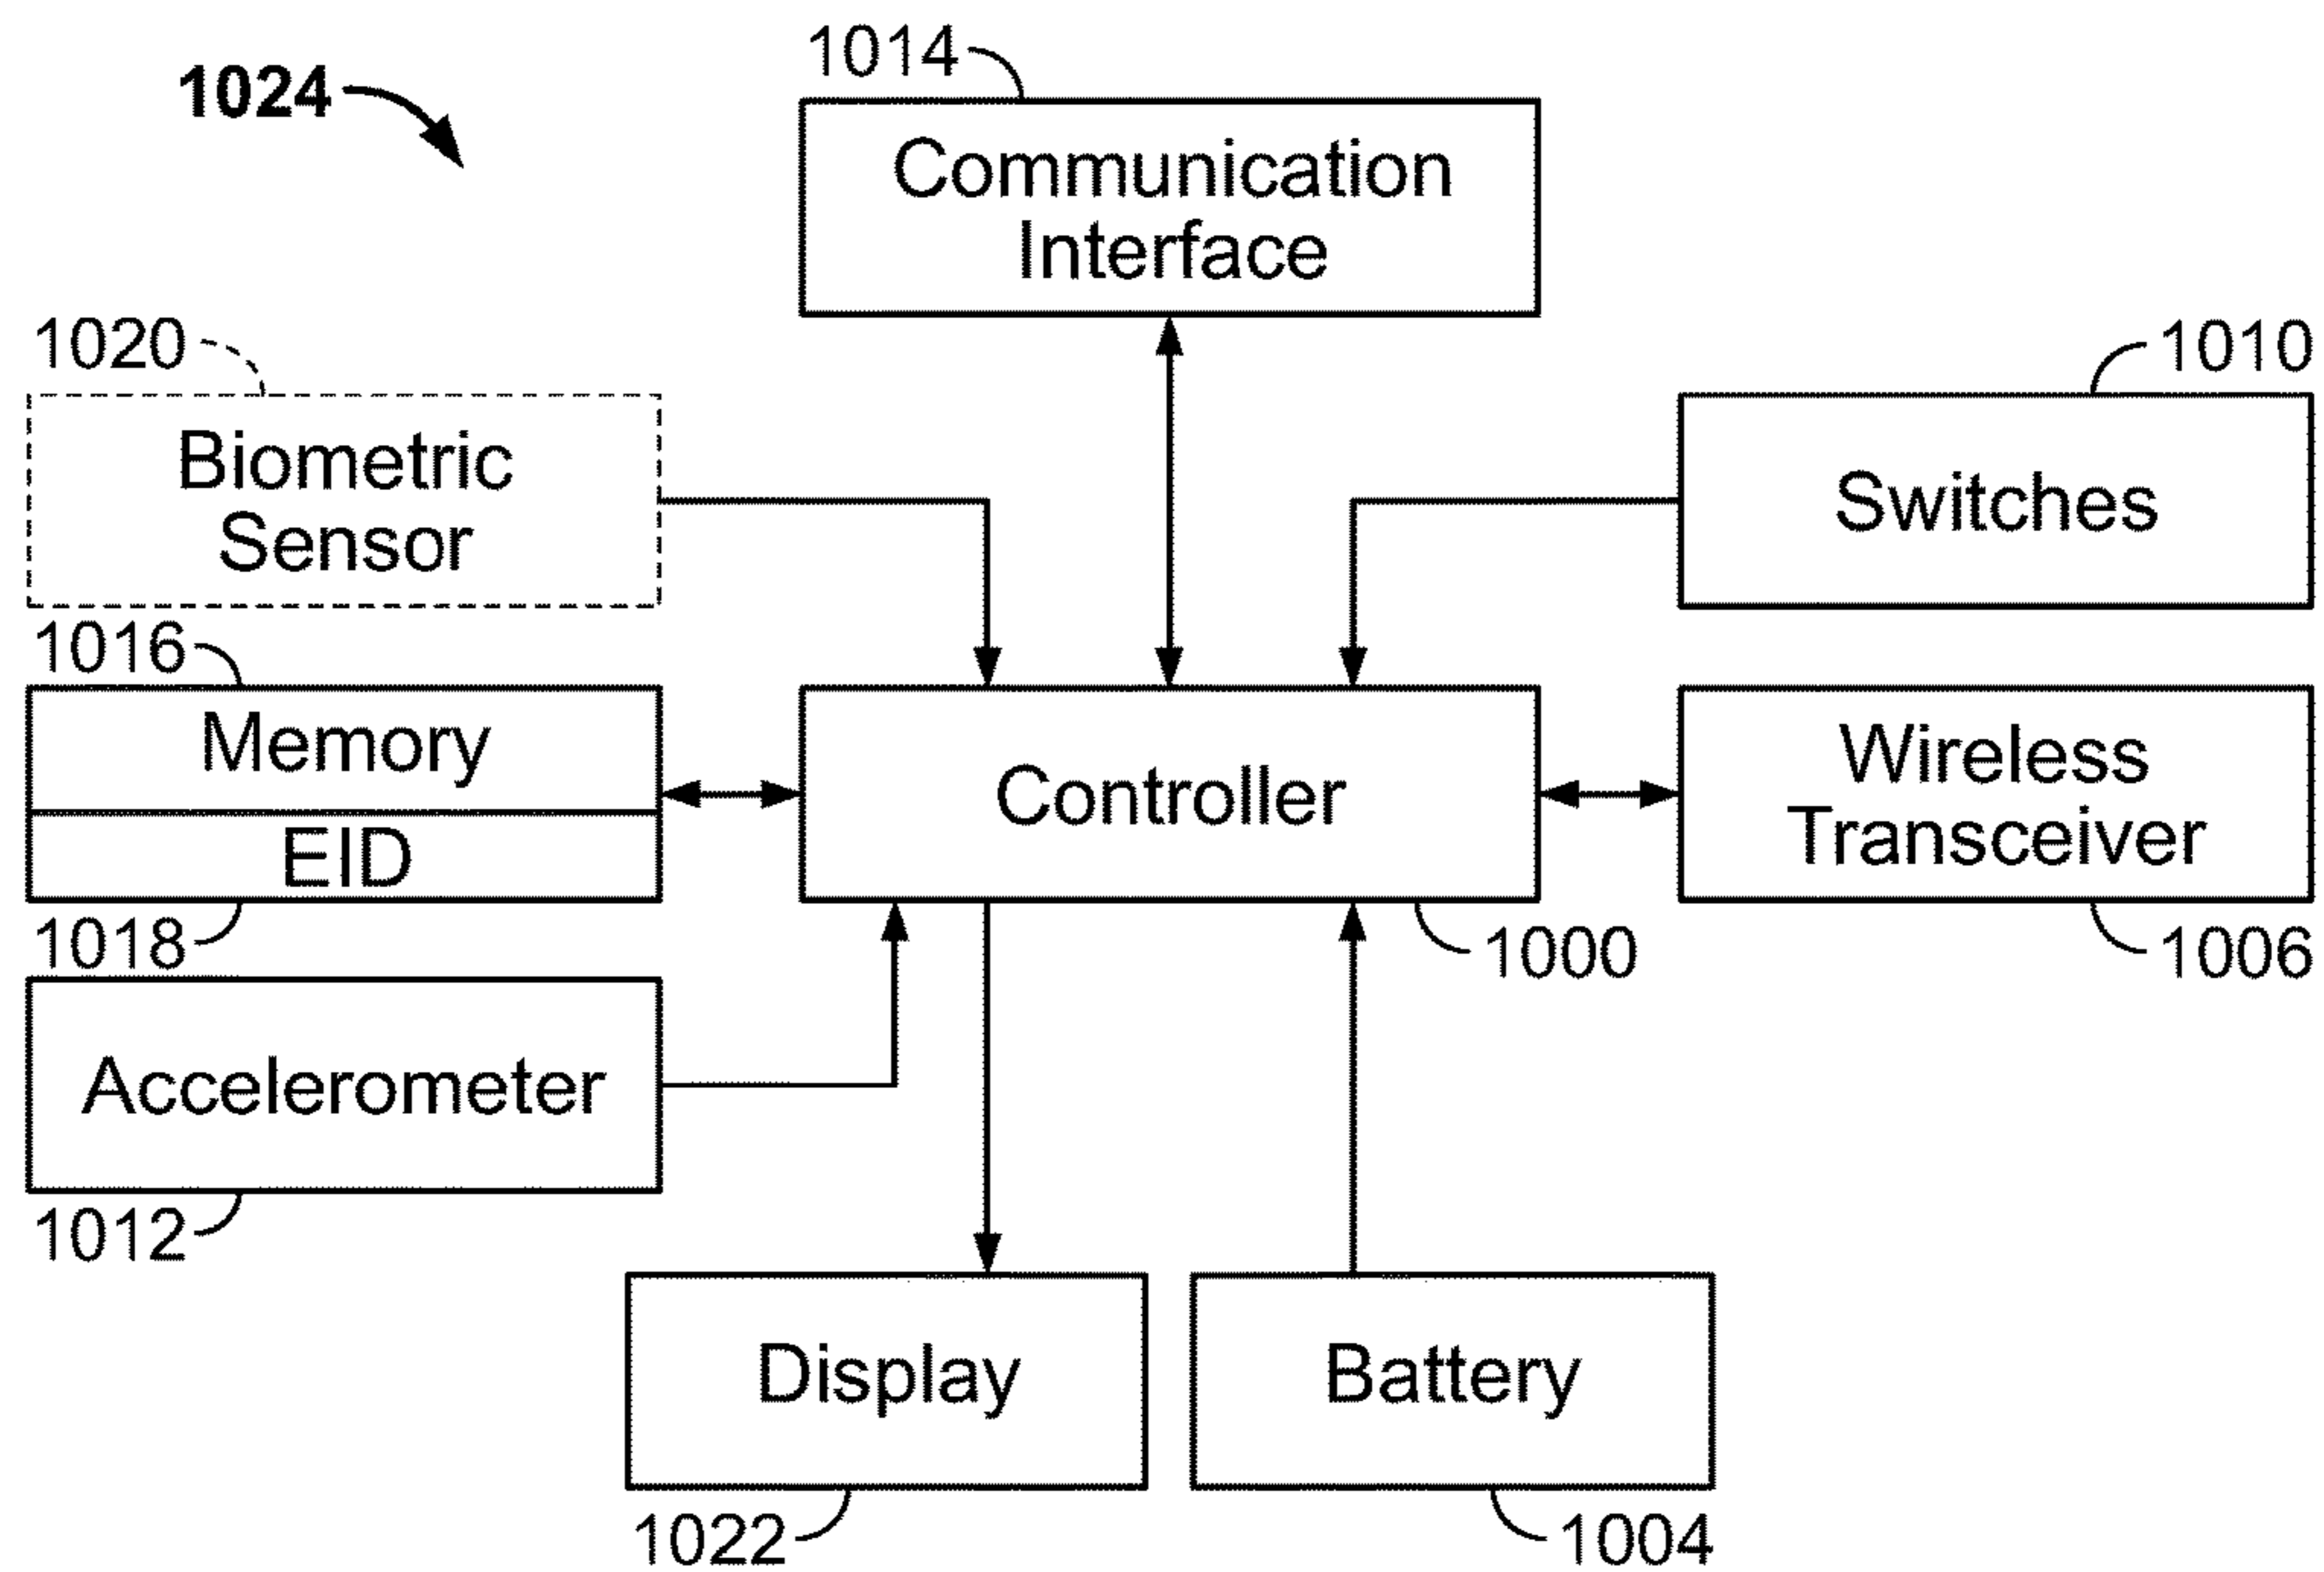 1014
1024
Communication
Interface
1020
1010
Biometric
Sensor
Switches
1016
Memory
EID
Controller
Wireless
Transceiver
1018
1000
1006
Accelerometer
1012
Display
Battery
1022
1004